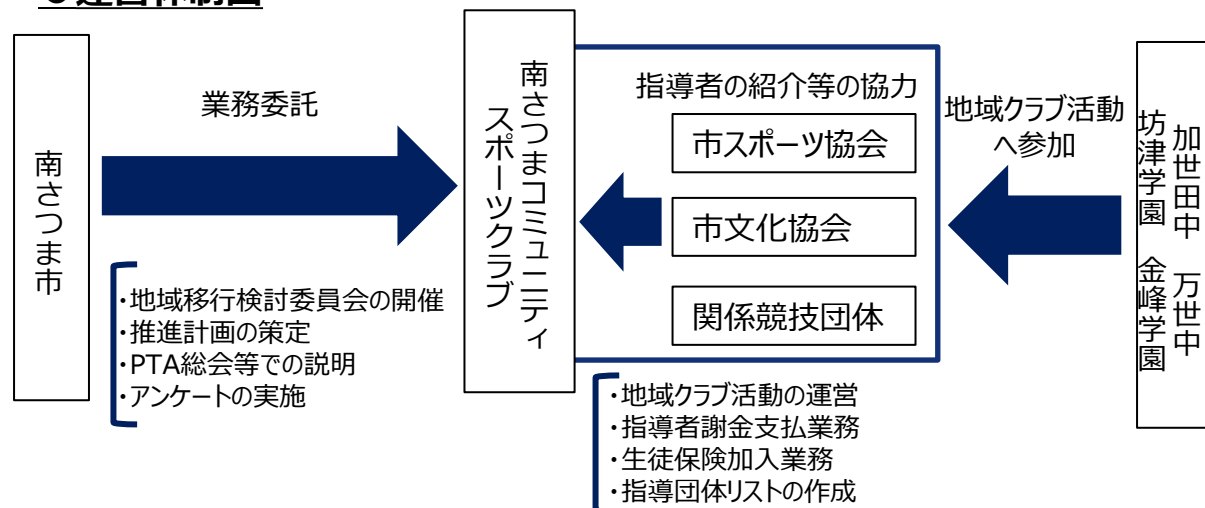 南さつま市
業務委託
・地域移行検討委員会の開催
・推進計画の策定
・PTA総会等での説明
・アンケートの実施
南さつまコミュニティ
スポーツクラブ
指導者の紹介等の協力
市スポーツ協会
市文化協会
関係競技団体
・地域クラブ活動の運営
・指導者謝金支払業務
・生徒保険加入業務
・指導団体リストの作成
地域クラブ活動
へ参加
加世田中 万世中
坊津学園 金峰学園